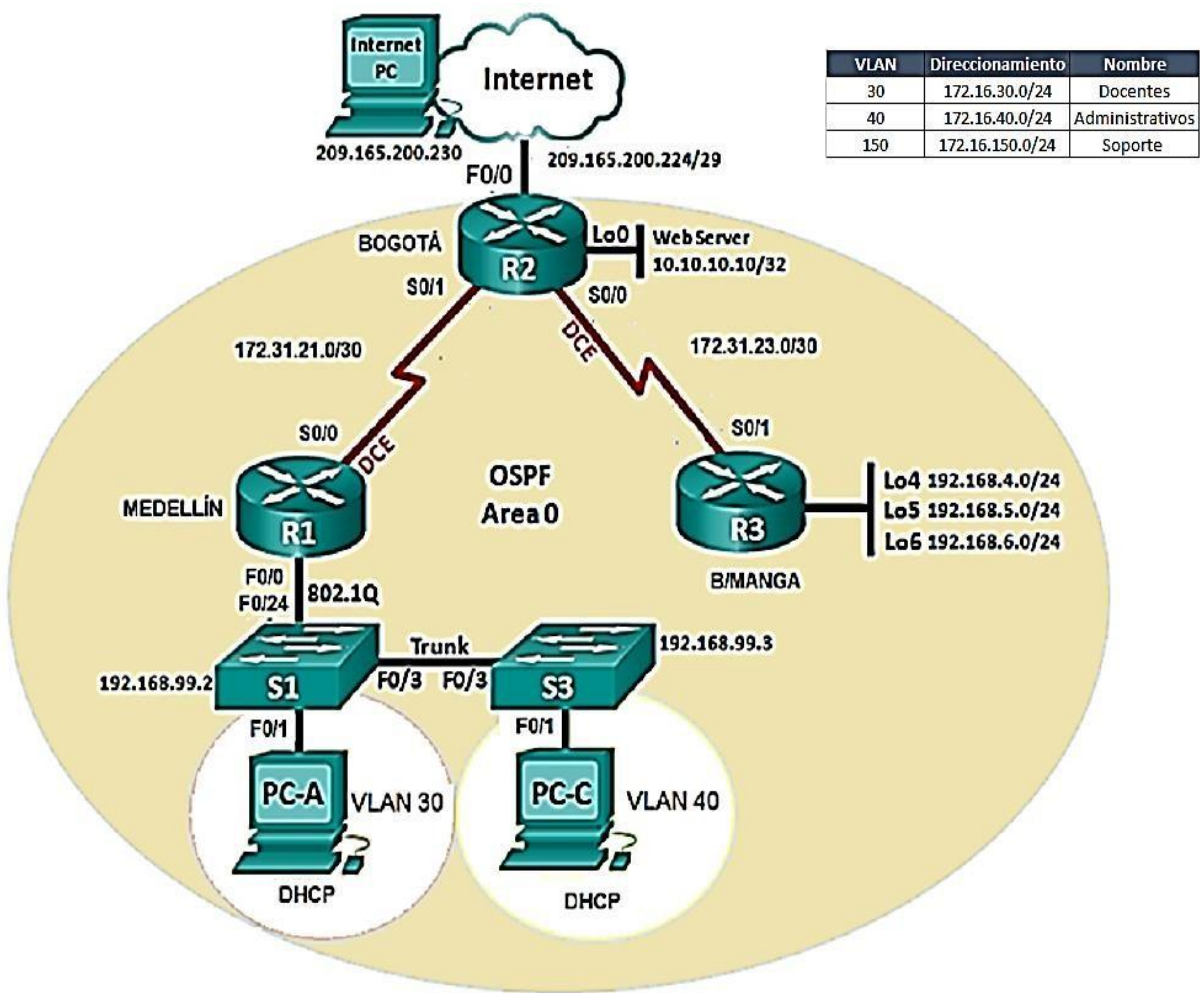 Internet
PC
Internet
209.165.200.230
209.165.200.224/29
F0/0
VLAN Direccionamiento Nombre
30 172.16.30.0/24 Docentes
40 172.16.40.0/24 Administrativos
150 172.16.150.0/24 Soporte
BOGOTÁ
R2
Lo0
Web Server
10.10.10.10/32
S0/1
S0/0
DCE
172.31.21.0/30
172.31.23.0/30
S0/0
DCE
S0/1
MEDELLÍN
R1
OSPF
Area 0
R3
B/MANGA
Lo4 192.168.4.0/24
Lo5 192.168.5.0/24
Lo6 192.168.6.0/24
F0/0
F0/24
802.1Q
Trunk
192.168.99.2
S1
F0/3
F0/3
S3
192.168.99.3
F0/1
F0/1
PC-A
VLAN 30
DHCP
PC-C
VLAN 40
DHCP